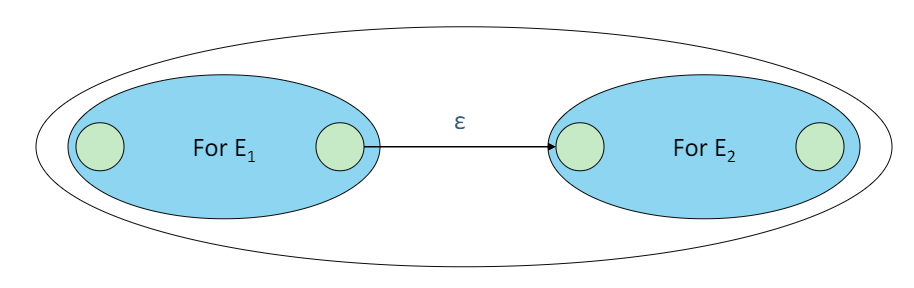 ε
For E₁
For E₂